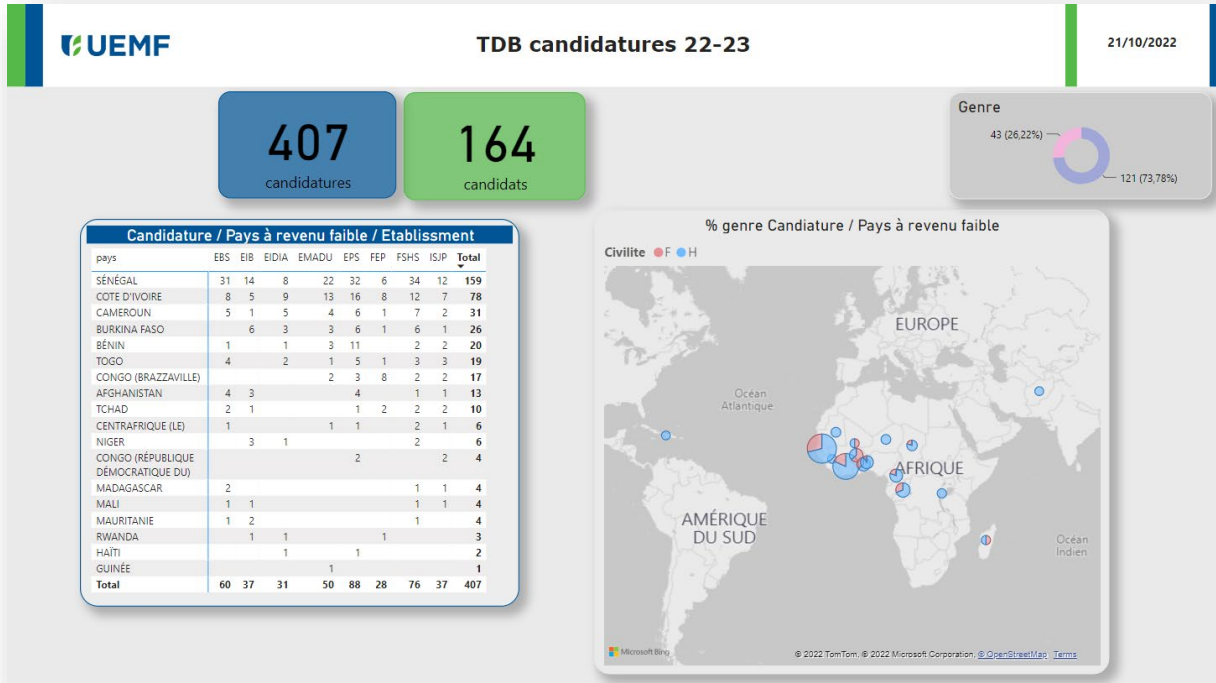 UEMF
TDB candidatures 22-23
21/10/2022
407
candidatures
164
candidats
Genre
43 (26,22%)
121 (73,78%)
Candidature / Pays à revenu faible / Etablissment
pays EBS EIB EIDIA EMADU EPS FEP FSHS ISJP Total
SÉNÉGAL 31 14 8 22 32 6 34 12 159
COTE D'IVOIRE 8 5 9 13 16 8 12 7 78
CAMEROUN 5 1 5 4 6 1 7 2 31
BURKINA FASO 6 3 3 6 1 6 1 26
BÉNIN 1 1 3 11 2 2 20
TOGO 4 2 1 5 1 3 3 19
CONGO (BRAZZAVILLE) 2 3 8 2 2 17
AFGHANISTAN 4 3 4 1 1 13
TCHAD 2 1 1 2 2 2 10
CENTRAFRIQUE (LE) 1 1 1 2 1 6
NIGER 3 1 2 6
CONGO (RÉPUBLIQUE 2 2 4
DÉMOCRATIQUE DU)
MADAGASCAR 2 1 1 4
MALI 1 1 1 1 4
MAURITANIE 1 2 1 4
RWANDA 1 1 1 3
HAÏTI 1 1 2
GUINÉE 1 1
Total 60 37 31 50 88 28 76 37 407
% genre Candiature / Pays à revenu faible
Civilite F H
EUROPE
Océan
Atlantique
AFRIQUE
AMÉRIQUE
DU SUD
Océan
Indien
Microsoft Bing
© 2022 TomTom, © 2022 Microsoft Corporation, © OpenStreetMap Terms